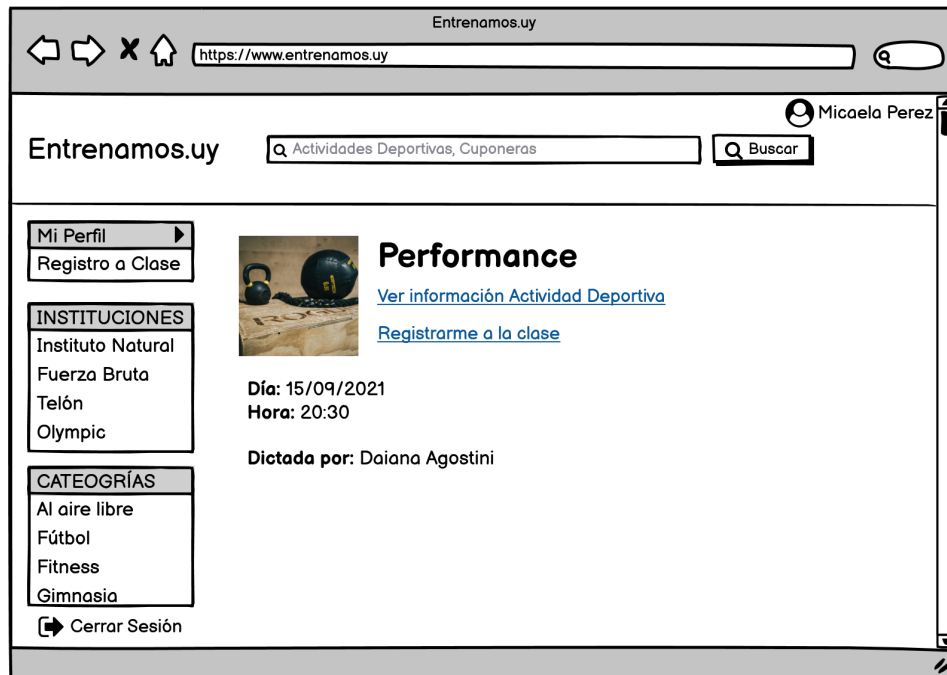 Entrenamos.uy
https://www.entrenamos.uy
Micaela Perez
Entrenamos.uy
Actividades Deportivas, Cuponeras
Buscar
Mi Perfil
Registro a Clase
INSTITUCIONES
Instituto Natural
Fuerza Bruta
Telón
Olympic
CATEOGRÍAS
Al aire libre
Fútbol
Fitness
Gimnasia
Cerrar Sesión
Performance
Ver información Actividad Deportiva
Registrarme a la clase
Día: 15/09/2021
Hora: 20:30
Dictada por: Daiana Agostini